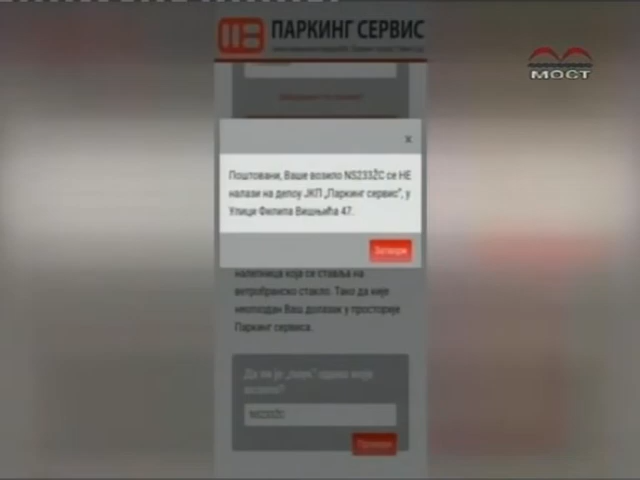 ПАРКИНГ СЕРВИС
МОСТ
x
Поштовани, Ваше возило NS233ŽC се НЕ
налази на депоу ЈКП „Паркинг сервис“, у
Улици Филипа Вишњића 47.
Затвори
налепница која се ставља на
ветробранско стакло. Тако да није
неопходан Ваш долазак у просторије
Паркинг сервиса.
Да ли је „паук“ однео моје
возило?
NS233ŽC
Провери